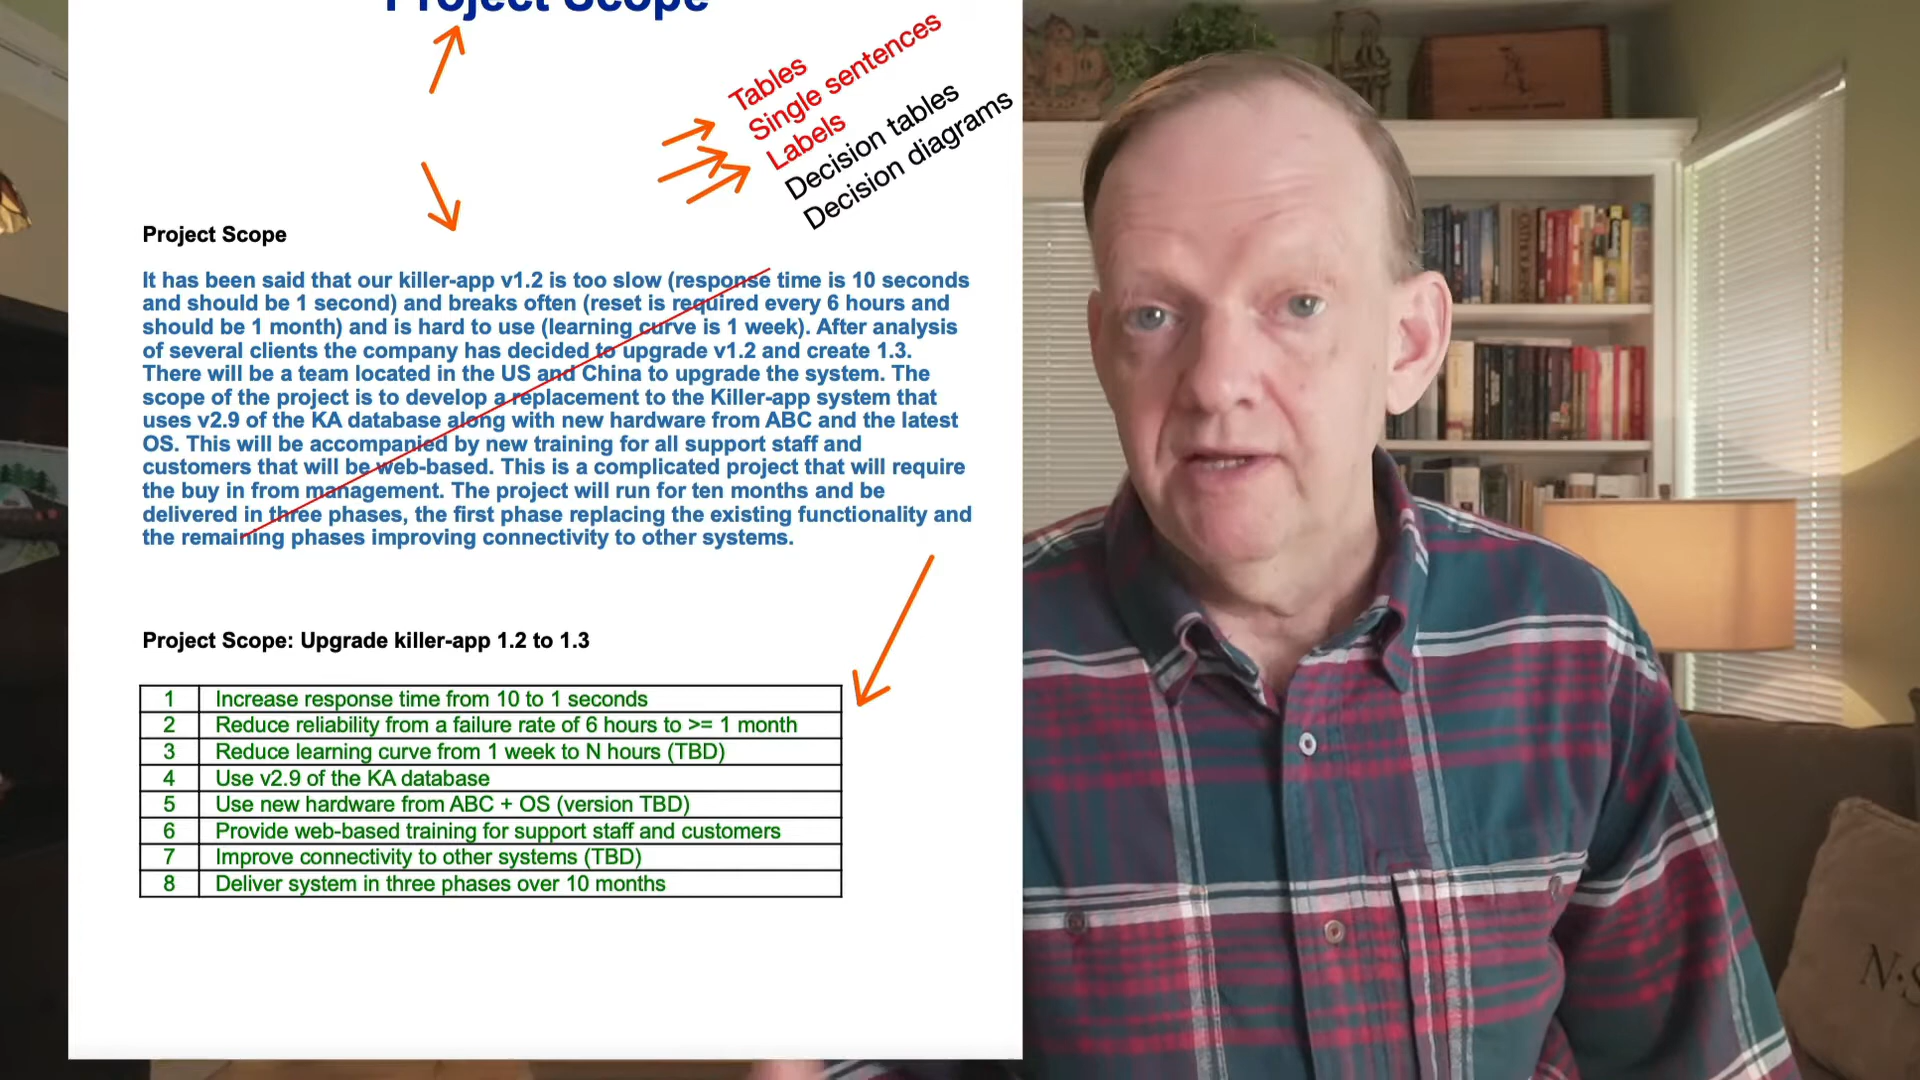 Project Scope
Tables
Single sentences
Labels
Decision tables
Decision diagrams
Project Scope
It has been said that our killer-app v1.2 is too slow (response time is 10 seconds
and should be 1 second) and breaks often (reset is required every 6 hours and
should be 1 month) and is hard to use (learning curve is 1 week). After analysis
of several clients the company has decided to upgrade v1.2 and create 1.3.
There will be a team located in the US and China to upgrade the system. The
scope of the project is to develop a replacement to the Killer-app system that
uses v2.9 of the KA database along with new hardware from ABC and the latest
OS. This will be accompanied by new training for all support staff and
customers that will be web-based. This is a complicated project that will require
the buy in from management. The project will run for ten months and be
delivered in three phases, the first phase replacing the existing functionality and
the remaining phases improving connectivity to other systems.
Project Scope: Upgrade killer-app 1.2 to 1.3
1 Increase response time from 10 to 1 seconds
2 Reduce reliability from a failure rate of 6 hours to >= 1 month
3 Reduce learning curve from 1 week to N hours (TBD)
4 Use v2.9 of the KA database
5 Use new hardware from ABC + OS (version TBD)
6 Provide web-based training for support staff and customers
7 Improve connectivity to other systems (TBD)
8 Deliver system in three phases over 10 months